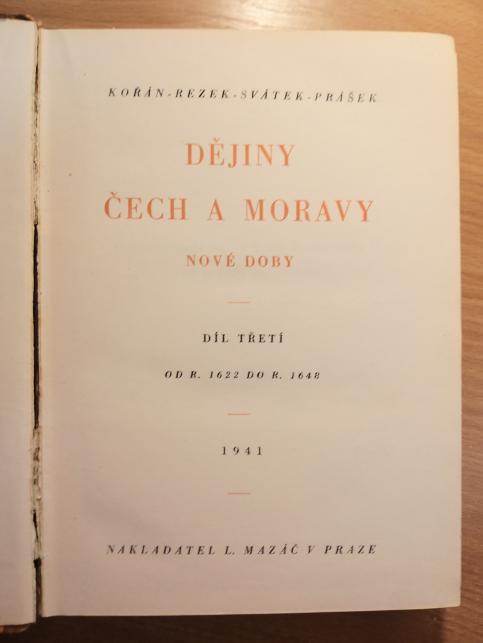 KOŘÁN-REZEK-SVÁTEK-PRÁŠEK
DĚJINY
ČECH A MORAVY
NOVÉ DOBY
DÍL TŘETÍ
OD R. 1622 DO R. 1648
1941
NAKLADATEL L. MAZÁČ V PRAZE